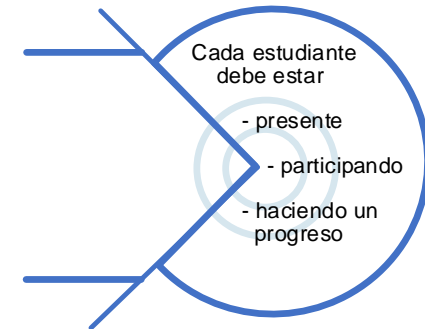 Cada estudiante
debe estar
- presente
- participando
- haciendo un
progreso